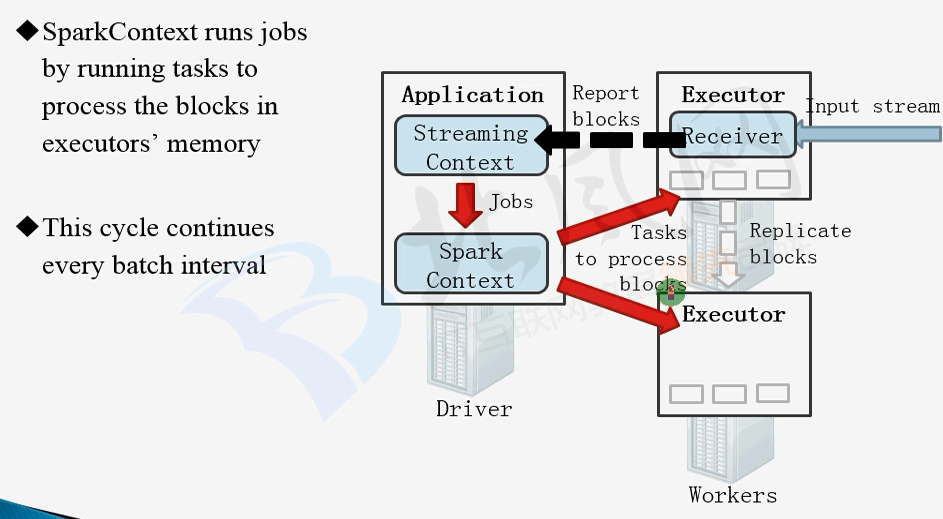 ◆SparkContext runs jobs
by running tasks to
process the blocks in
executors’ memory
◆This cycle continues
every batch interval
Application
Streaming
Context
Jobs
Spark
Context
Driver
Report
blocks
Executor
Receiver
Input stream
Tasks
to process
blocks
Replicate
blocks
Executor
Workers